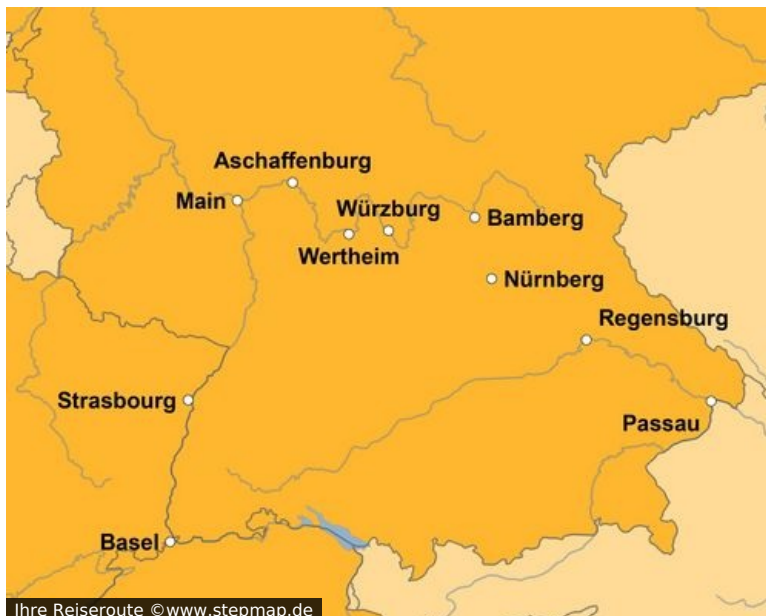 Aschaffenburg
Main
Würzburg
Bamberg
Wertheim
Nürnberg
Regensburg
Strasbourg
Passau
Basel
Ihre Reiseroute ©www.stepmap.de